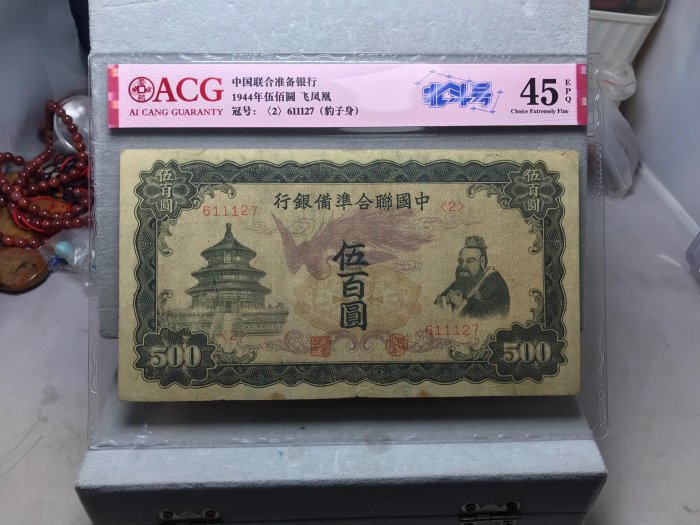 ACG
AI CANG GUARANTY
中国联合准备银行
1944年伍佰圆 飞凤凰
冠号：〈2〉611127（豹子身）
45 EPQ
Choice Extremely Fine
伍百圓
行銀備準合聯國中
伍百圓
611127
〈2〉
伍百圓
〈2〉
611127
500
500